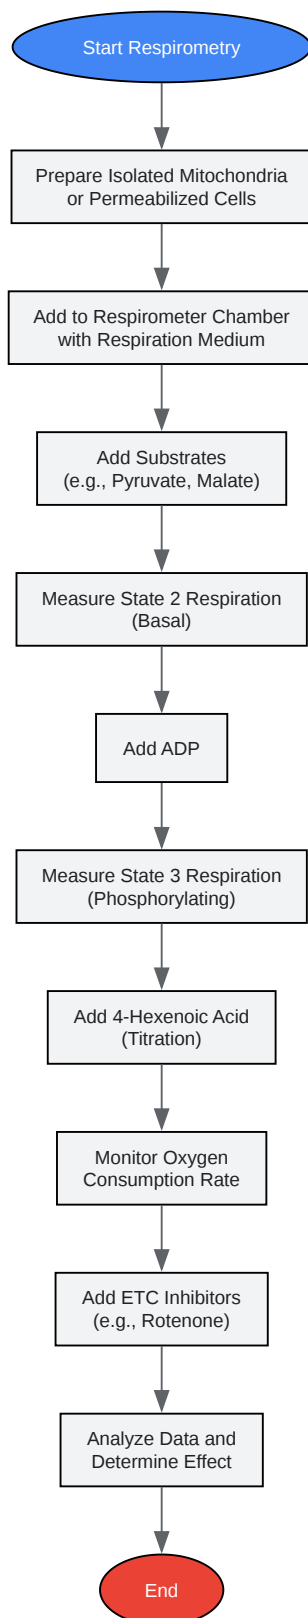 Start Respirometry
Prepare Isolated Mitochondria
or Permeabilized Cells
Add to Respirometer Chamber
with Respiration Medium
Add Substrates
(e.g., Pyruvate, Malate)
Measure State 2 Respiration
(Basal)
Add ADP
Measure State 3 Respiration
(Phosphorylating)
Add 4-Hexenoic Acid
(Titration)
Monitor Oxygen
Consumption Rate
Add ETC Inhibitors
(e.g., Rotenone)
Analyze Data and
Determine Effect
End